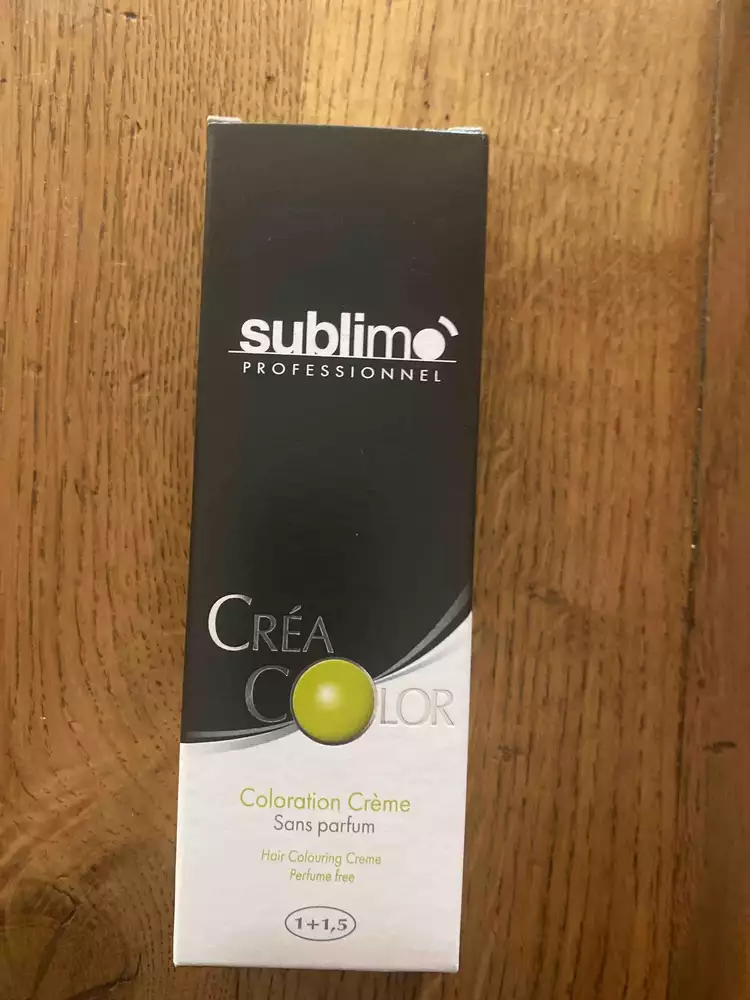 sublimo
PROFESSIONNEL
CRÉA
COLOR
Coloration Crème
Sans parfum
Hair Colouring Creme
Perfume free
1+1,5